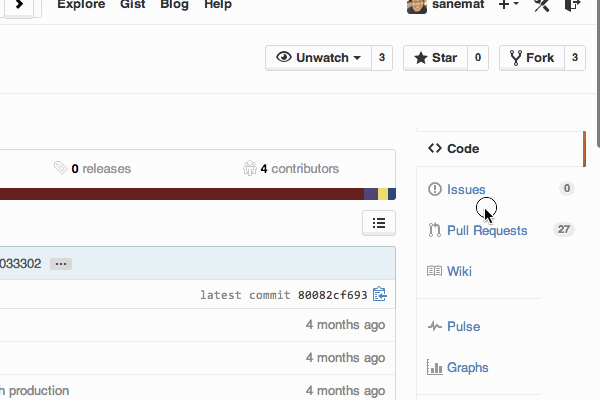 Explore Gist Blog Help sanemat
Unwatch 3 Star 0 Fork 3
Code
0 releases 4 contributors
Issues 0
Pull Requests 27
033302
Wiki
latest commit 80082cf693
4 months ago
Pulse
4 months ago
Graphs
h production 4 months ago